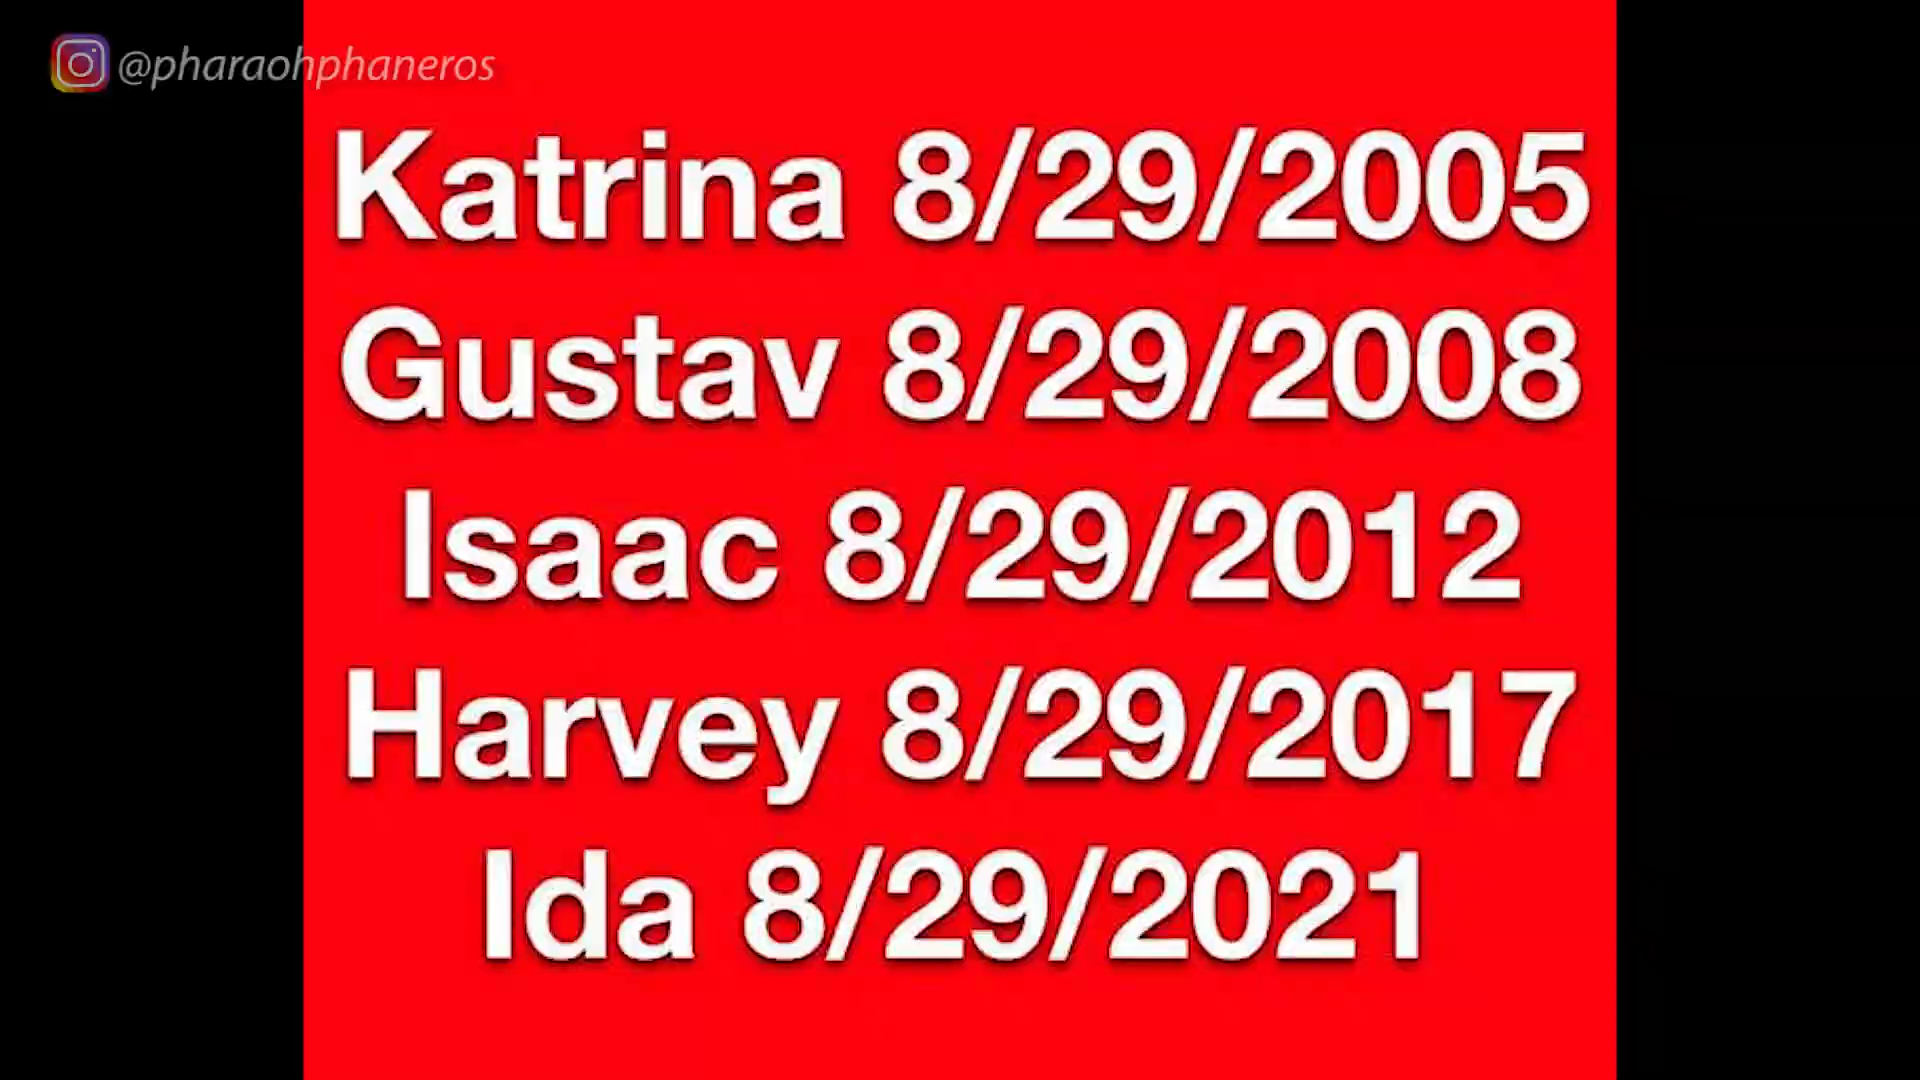 @pharaohphaneros
Katrina 8/29/2005
Gustav 8/29/2008
Isaac 8/29/2012
Harvey 8/29/2017
Ida 8/29/2021